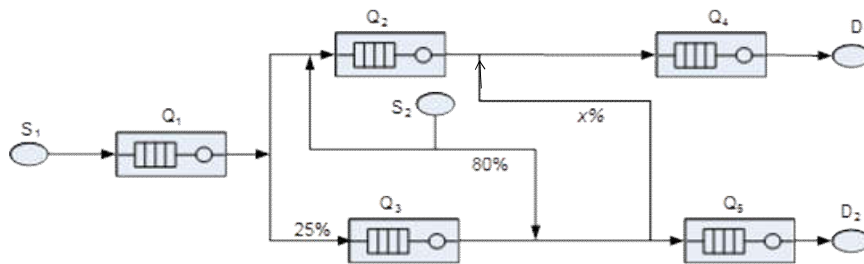 Q₂
Q₄
D
S₂
Q₁
S₁
x%
80%
Q₃
Q₅
D₂
25%